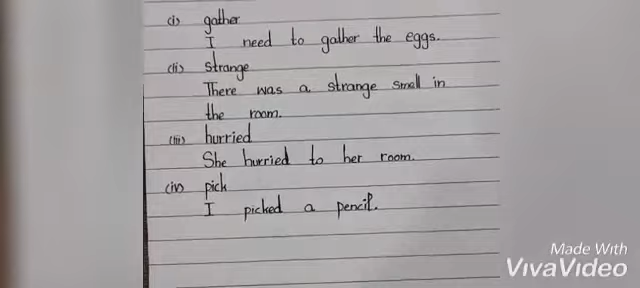 (i) gather
I need to gather the eggs.
(ii) strange
There was a strange smell in
the room.
(iii) hurried
She hurried to her room.
(iv) pick
I picked a pencil.
Made With
VivaVideo